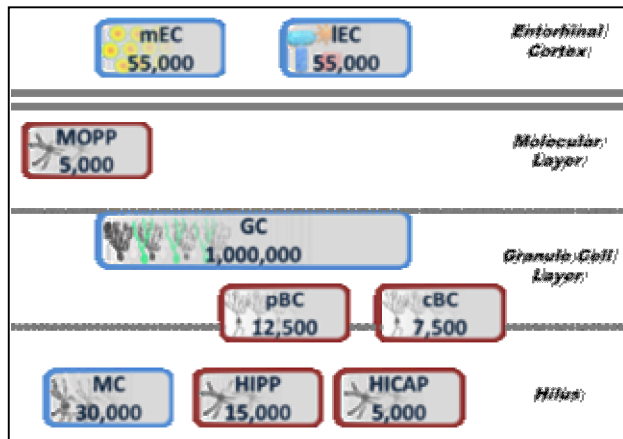 mEC
55,000
lEC
55,000
Entorhinal
Cortex
MOPP
5,000
Molecular
Layer
GC
1,000,000
Granule Cell
Layer
pBC
12,500
cBC
7,500
MC
30,000
HIPP
15,000
HICAP
5,000
Hilus